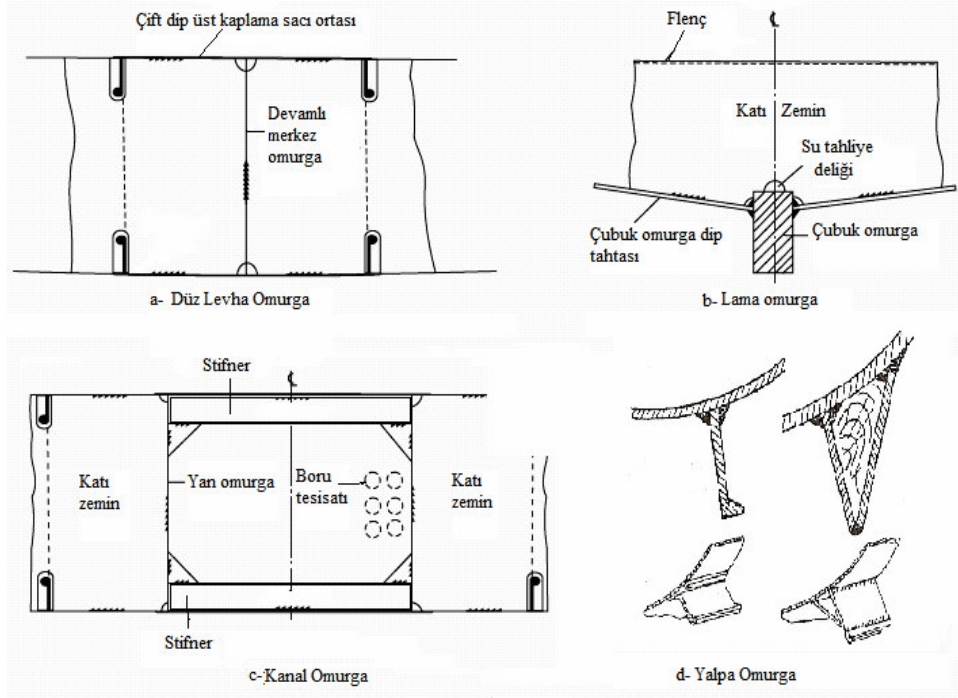 Çift dip üst kaplama sacı ortası
Devamlı
merkez
omurga
a- Düz Levha Omurga
Flenç
℄
Katı Zemin
Su tahliye
deliği
Çubuk omurga dip
tahtası
Çubuk omurga
b- Lama omurga
Stifner
℄
Katı
zemin
Yan omurga
Boru
tesisatı
Katı
zemin
Stifner
c- Kanal Omurga
d- Yalpa Omurga